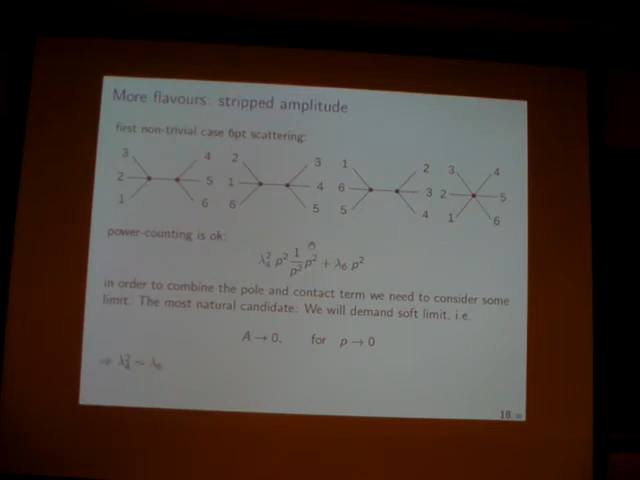 More flavours: stripped amplitude
first non-trivial case 6pt scattering:
3 4 2 3 1 2 3 4
2 5 1 4 6 3 2 5
1 6 6 5 5 4 1 6
power-counting is ok:
λ₄² p² 1/p² p² + λ₆ p²
in order to combine the pole and contact term we need to consider some
limit. The most natural candidate: We will demand soft limit, i.e.
A → 0, for p → 0
⇒ λ₄² ~ λ₆
18